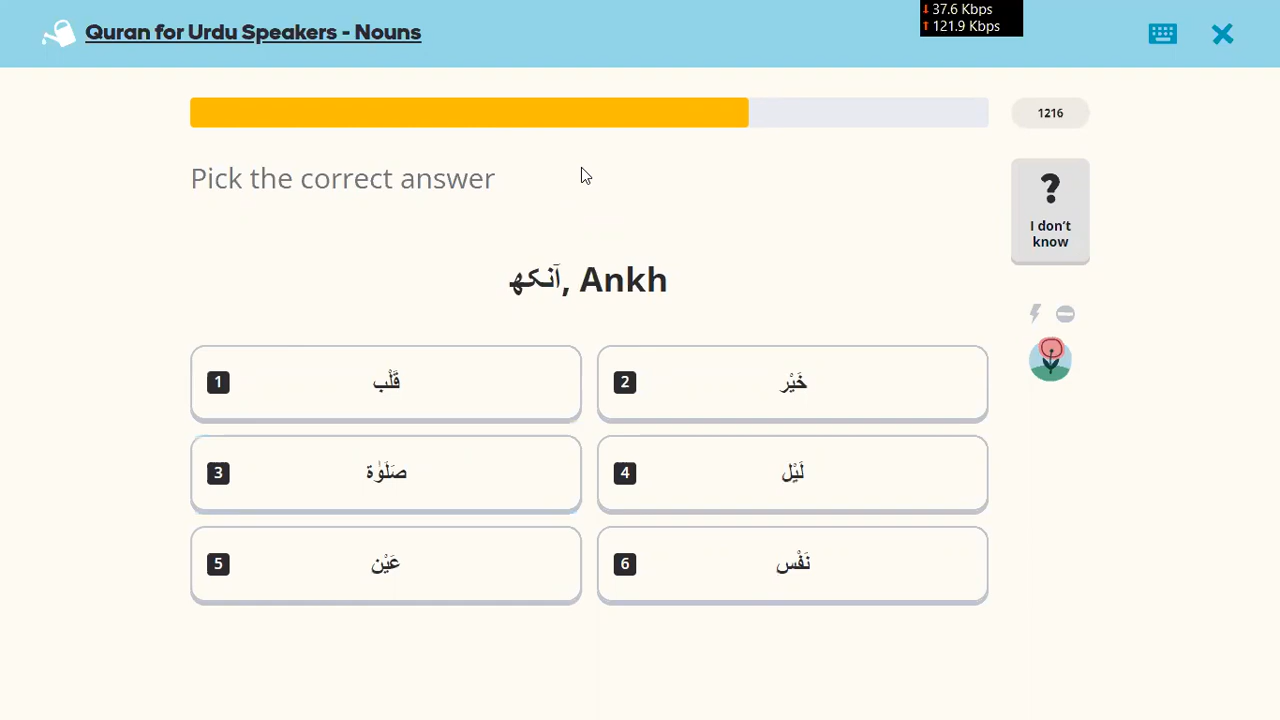 Quran for Urdu Speakers - Nouns
↓ 37.6 Kbps
↑ 121.9 Kbps
1216
Pick the correct answer
?
I don't
know
آنکھ, Ankh
1 قَلْب
2 خَيْر
3 صَلَوٰة
4 لَيْل
5 عَيْن
6 نَفْس